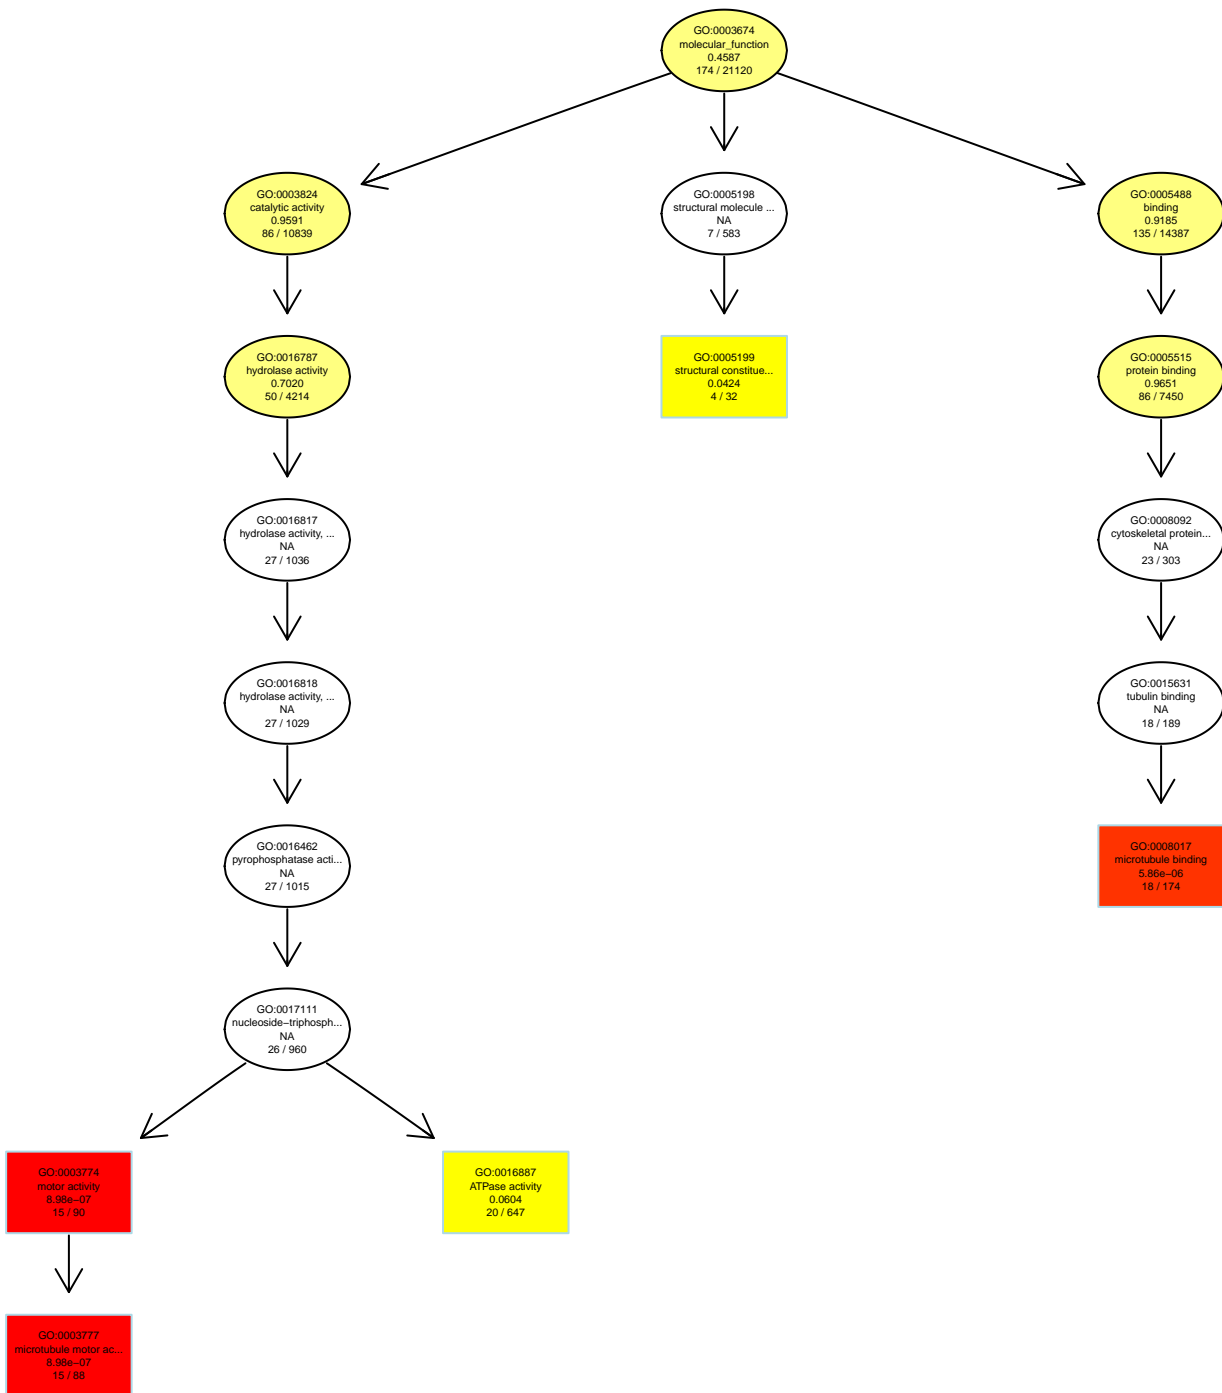 GO:0003674
molecular_function
0.4587
174 / 21120
GO:0003824
catalytic activity
0.9591
86 / 10839
GO:0005198
structural molecule ...
NA
7 / 583
GO:0005488
binding
0.9185
135 / 14387
GO:0016787
hydrolase activity
0.7020
50 / 4214
GO:0005199
structural constitue...
0.0424
4 / 32
GO:0005515
protein binding
0.9651
86 / 7450
GO:0016817
hydrolase activity, ...
NA
27 / 1036
GO:0008092
cytoskeletal protein...
NA
23 / 303
GO:0016818
hydrolase activity, ...
NA
27 / 1029
GO:0015631
tubulin binding
NA
18 / 189
GO:0016462
pyrophosphatase acti...
NA
27 / 1015
GO:0008017
microtubule binding
5.86e−06
18 / 174
GO:0017111
nucleoside−triphosph...
NA
26 / 960
GO:0003774
motor activity
8.98e−07
15 / 90
GO:0016887
ATPase activity
0.0604
20 / 647
GO:0003777
microtubule motor ac...
8.98e−07
15 / 88